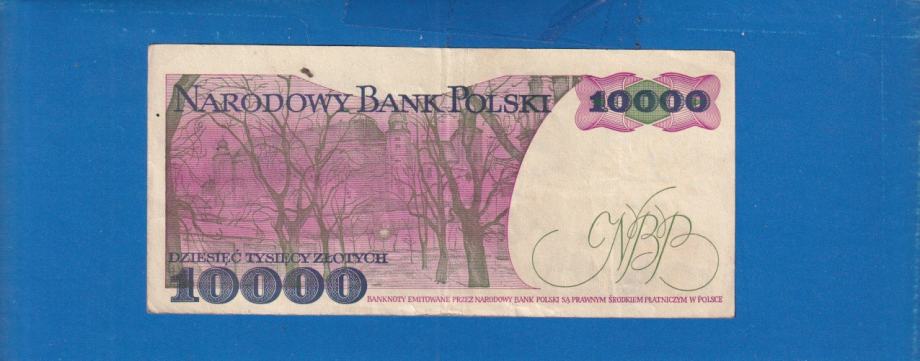 NARODOWY BANK POLSKI
10000
NBP
DZIESIĘĆ TYSIĘCY ZŁOTYCH
10000
BANKNOTY EMITOWANE PRZEZ NARODOWY BANK POLSKI SĄ PRAWNYM ŚRODKIEM PŁATNICZYM W POLSCE